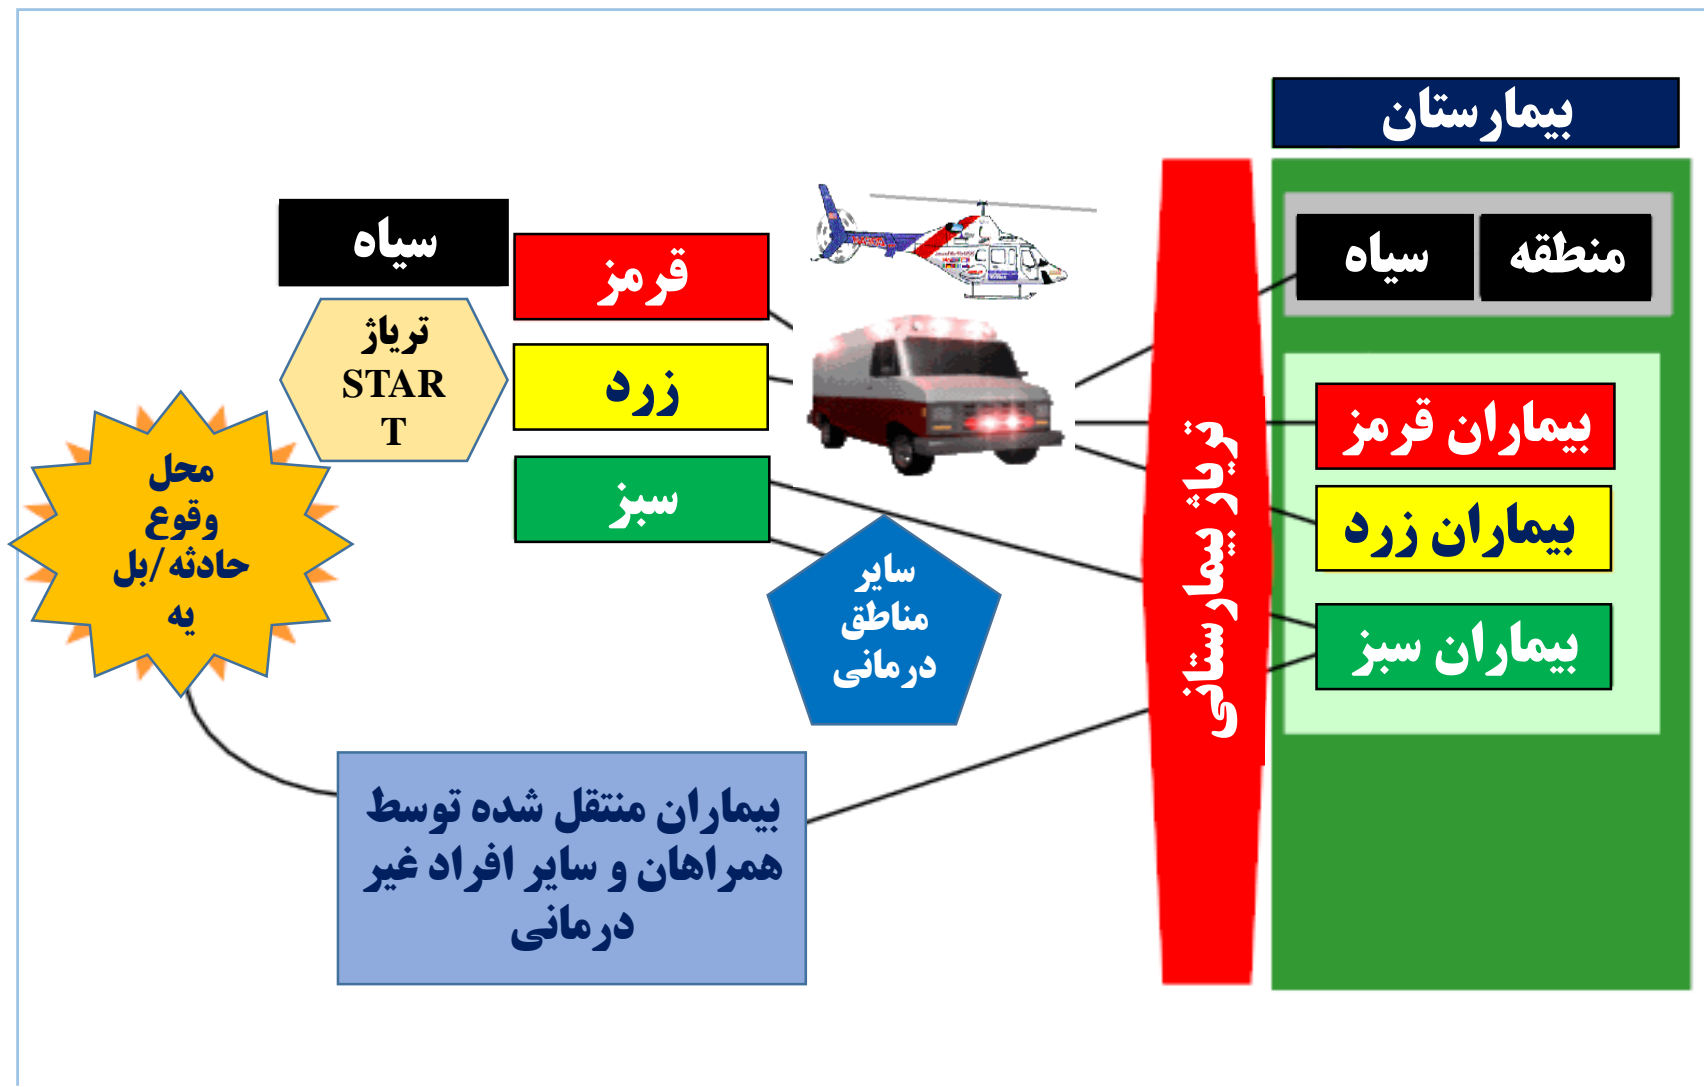 بیمارستان
منطقه
سیاه
بیماران قرمز
بیماران زرد
بیماران سبز
تریاژ بیمارستانی
سیاه
قرمز
زرد
سبز
تریاژ
STAR
T
محل
وقوع
حادثه/بل
یه
سایر
مناطق
درمانی
بیماران منتقل شده توسط
همراهان و سایر افراد غیر
درمانی